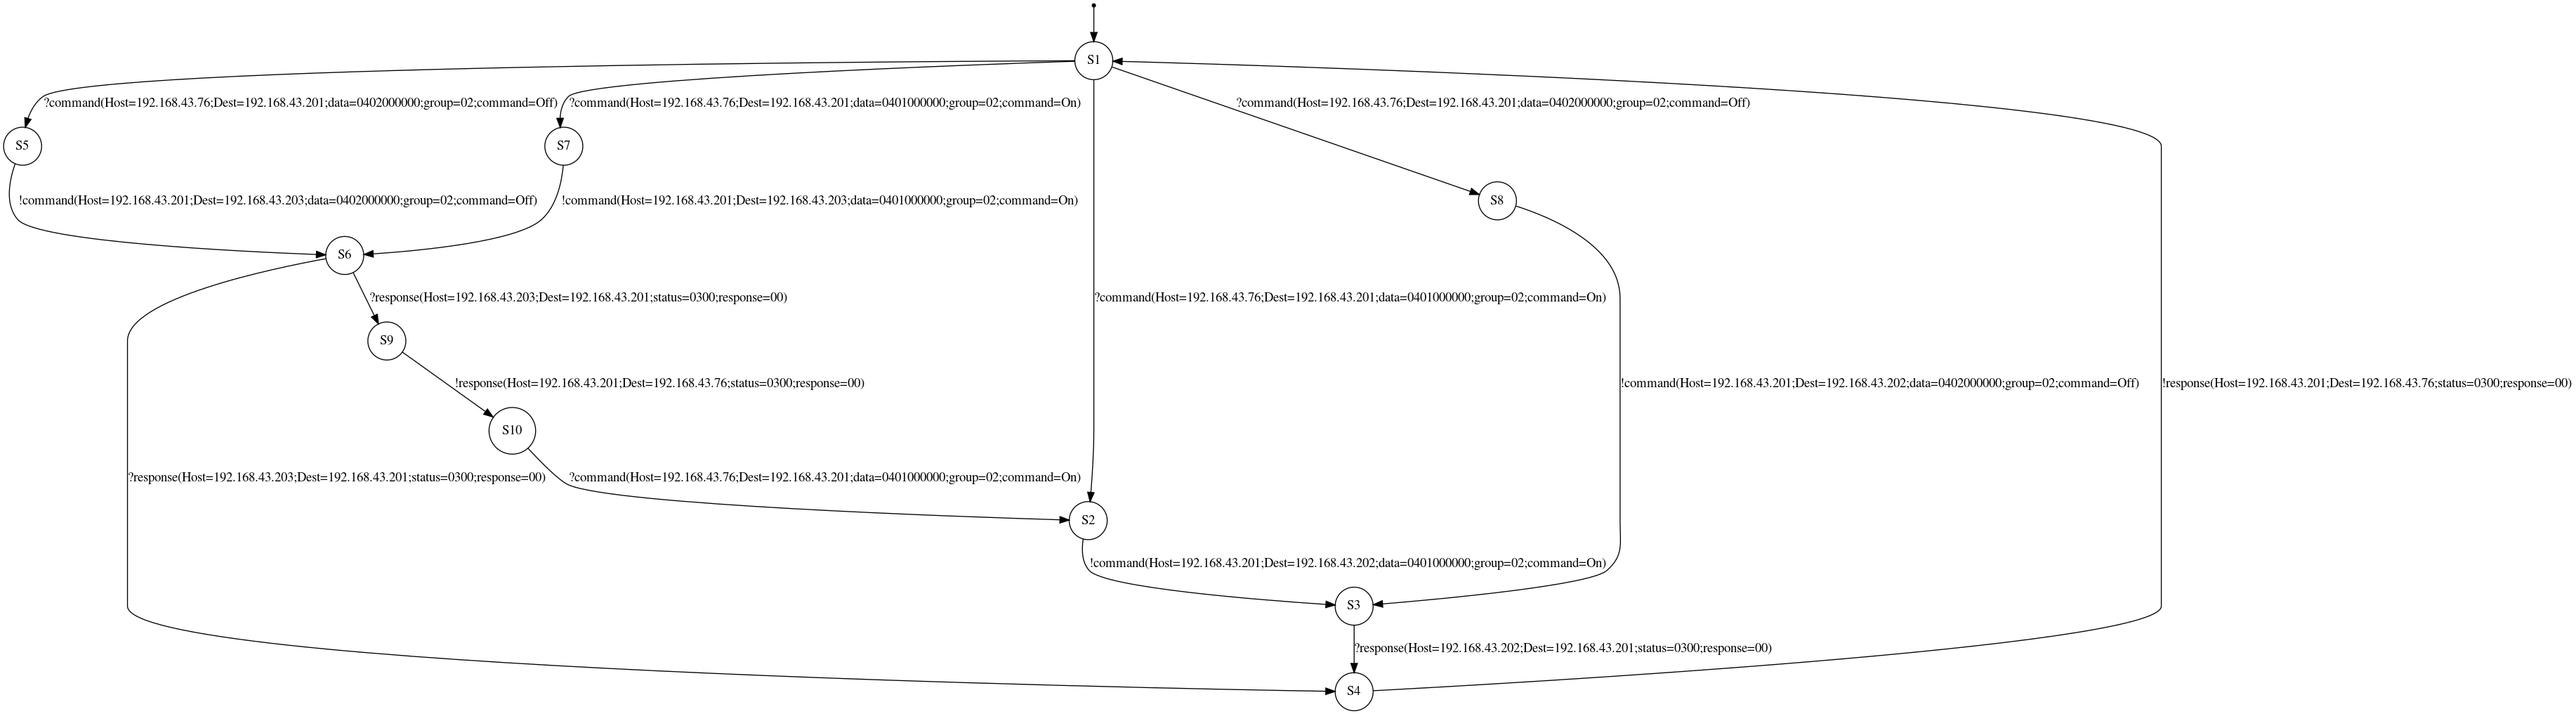 S1
?command(Host=192.168.43.76;Dest=192.168.43.201;data=0402000000;group=02;command=Off)
?command(Host=192.168.43.76;Dest=192.168.43.201;data=0401000000;group=02;command=On)
?command(Host=192.168.43.76;Dest=192.168.43.201;data=0402000000;group=02;command=Off)
S5
S7
!command(Host=192.168.43.201;Dest=192.168.43.203;data=0402000000;group=02;command=Off)
!command(Host=192.168.43.201;Dest=192.168.43.203;data=0401000000;group=02;command=On)
S8
S6
?response(Host=192.168.43.203;Dest=192.168.43.201;status=0300;response=00)
?command(Host=192.168.43.76;Dest=192.168.43.201;data=0401000000;group=02;command=On)
S9
!response(Host=192.168.43.201;Dest=192.168.43.76;status=0300;response=00)
!command(Host=192.168.43.201;Dest=192.168.43.202;data=0402000000;group=02;command=Off)
!response(Host=192.168.43.201;Dest=192.168.43.76;status=0300;response=00)
S10
?response(Host=192.168.43.203;Dest=192.168.43.201;status=0300;response=00)
?command(Host=192.168.43.76;Dest=192.168.43.201;data=0401000000;group=02;command=On)
S2
!command(Host=192.168.43.201;Dest=192.168.43.202;data=0401000000;group=02;command=On)
S3
?response(Host=192.168.43.202;Dest=192.168.43.201;status=0300;response=00)
S4